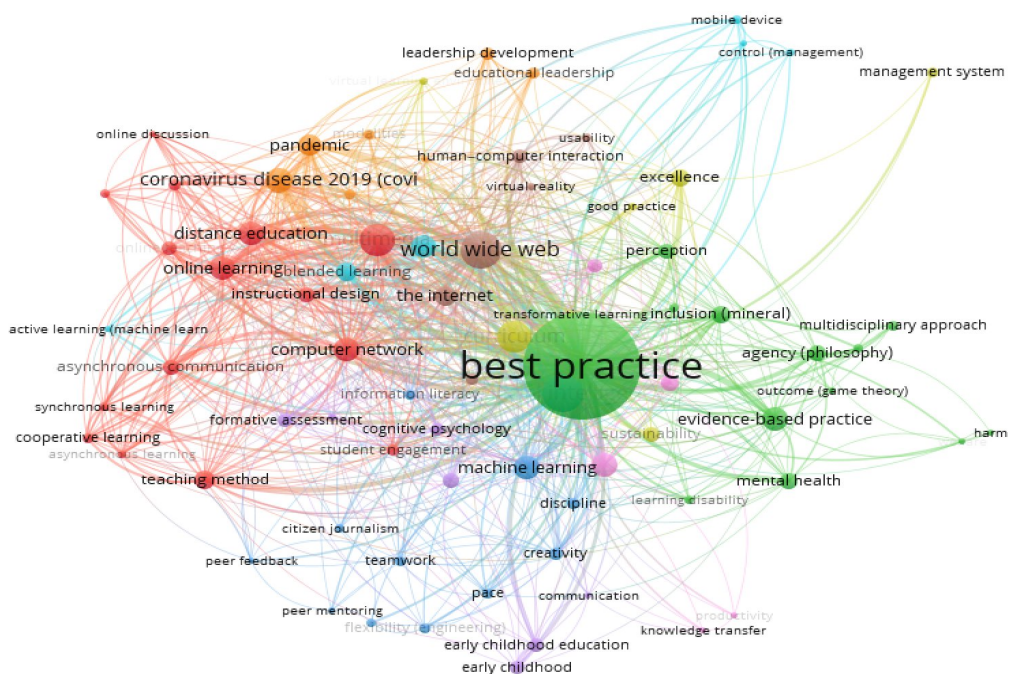 mobile device
control (management)
leadership development
educational leadership
management system
virtual lea
online discussion
modalities
pandemic
usability
human–computer interaction
coronavirus disease 2019 (covi
virtual reality
excellence
good practice
distance education
world wide web
perception
online learning
blended learning
instructional design
the internet
transformative learning
inclusion (mineral)
active learning (machine learn
multidisciplinary approach
computer network
agency (philosophy)
best practice
asynchronous communication
information literacy
outcome (game theory)
synchronous learning
formative assessment
cognitive psychology
evidence-based practice
sustainability
harm
cooperative learning
student engagement
asynchronous learning
machine learning
teaching method
mental health
learning disability
discipline
citizen journalism
creativity
peer feedback
teamwork
pace
communication
peer mentoring
productivity
flexibility (engineering)
knowledge transfer
early childhood education
early childhood